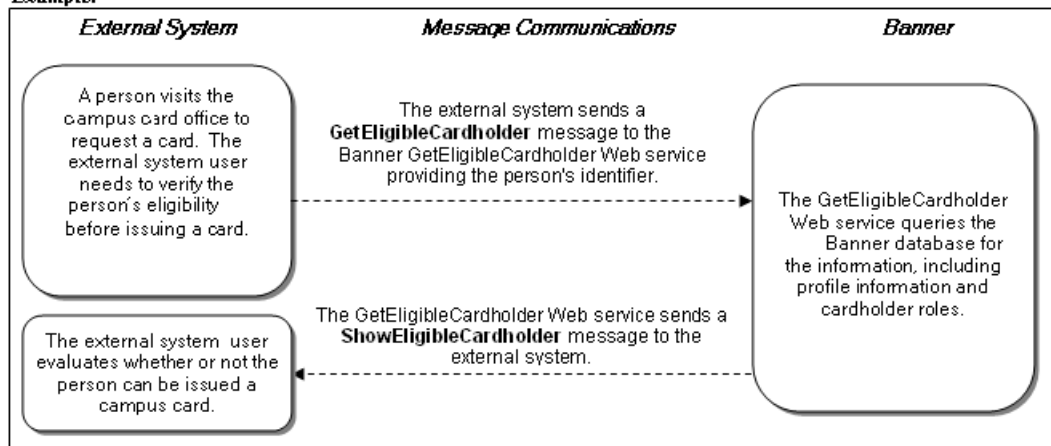 Example:
External System
Message Communications
Banner
A person visits the
campus card office to
request a card. The
external system user
needs to verify the
person's eligibility
before issuing a card.
The external system sends a
GetEligibleCardholder message to the
Banner GetEligibleCardholder Web service
providing the person's identifier.
The GetEligibleCardholder
Web service queries the
Banner database for
the information, including
profile information and
cardholder roles.
The GetEligibleCardholder Web service sends a
ShowEligibleCardholder message to the
external system.
The external system user
evaluates whether or not the
person can be issued a
campus card.